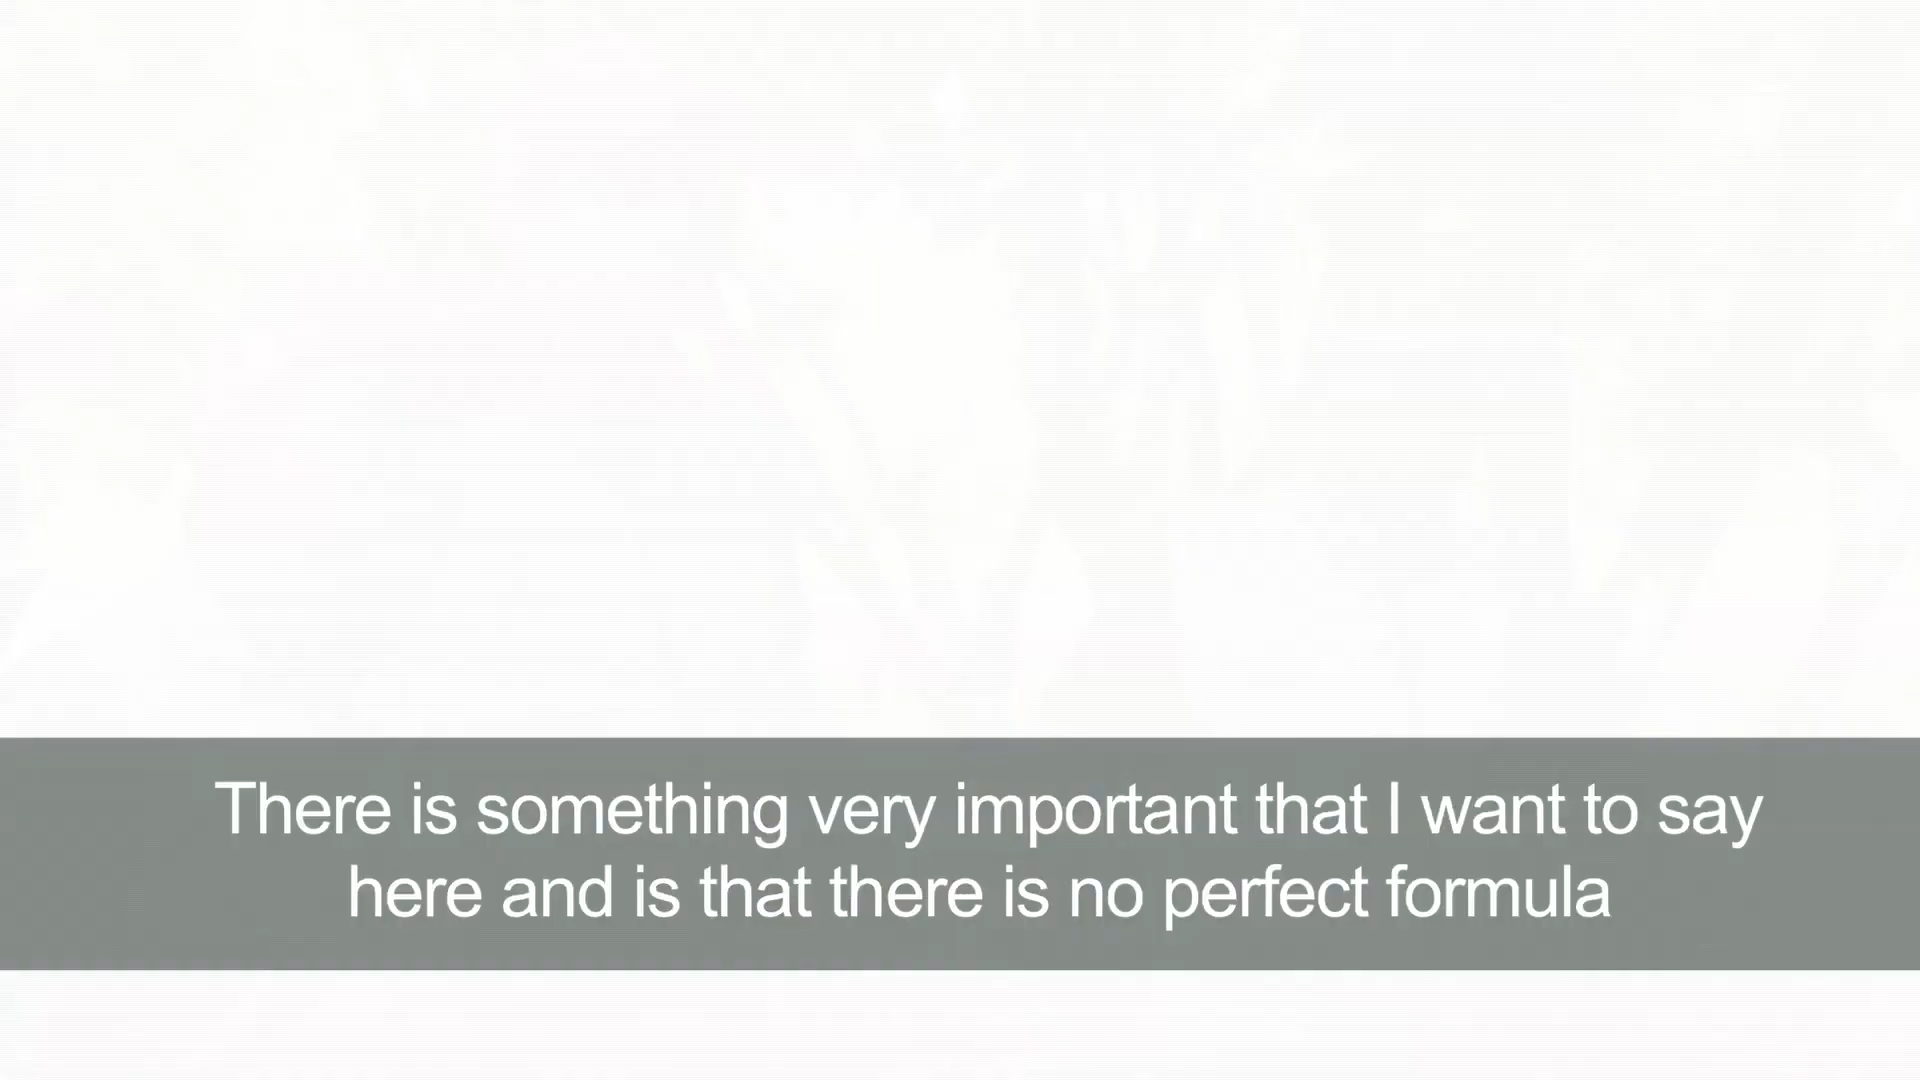 There is something very important that I want to say
here and is that there is no perfect formula